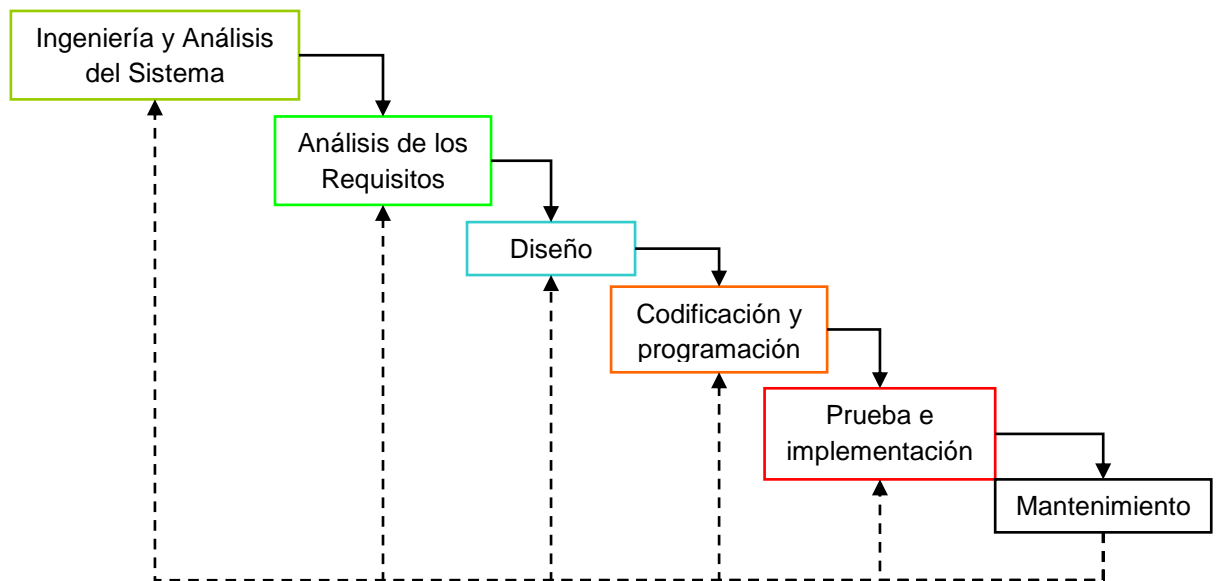 Ingeniería y Análisis
del Sistema
Análisis de los
Requisitos
Diseño
Codificación y
programación
Prueba e
implementación
Mantenimiento